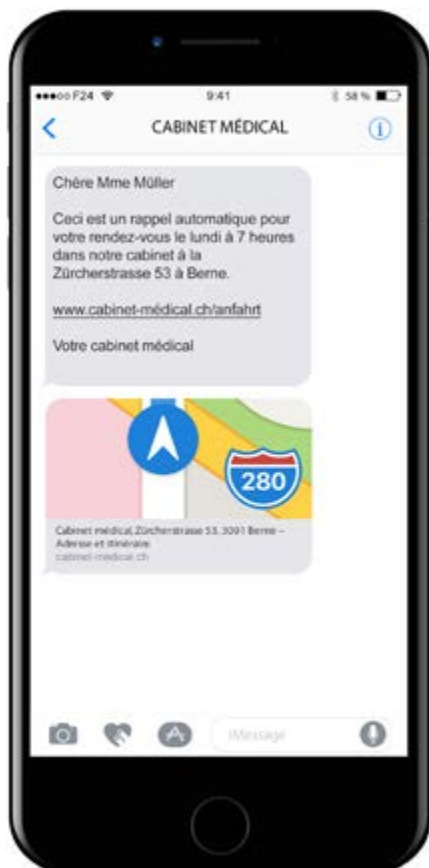 F24
9:41
58 %
CABINET MÉDICAL
Chère Mme Müller
Ceci est un rappel automatique pour
votre rendez-vous le lundi à 7 heures
dans notre cabinet à la
Zürcherstrasse 53 à Berne.
www.cabinet-médical.ch/anfahrt
Votre cabinet médical
280
Cabinet médical, Zürcherstrasse 53, 3001 Berne –
Adresse et itinéraire
cabinet-médical.ch
iMessage